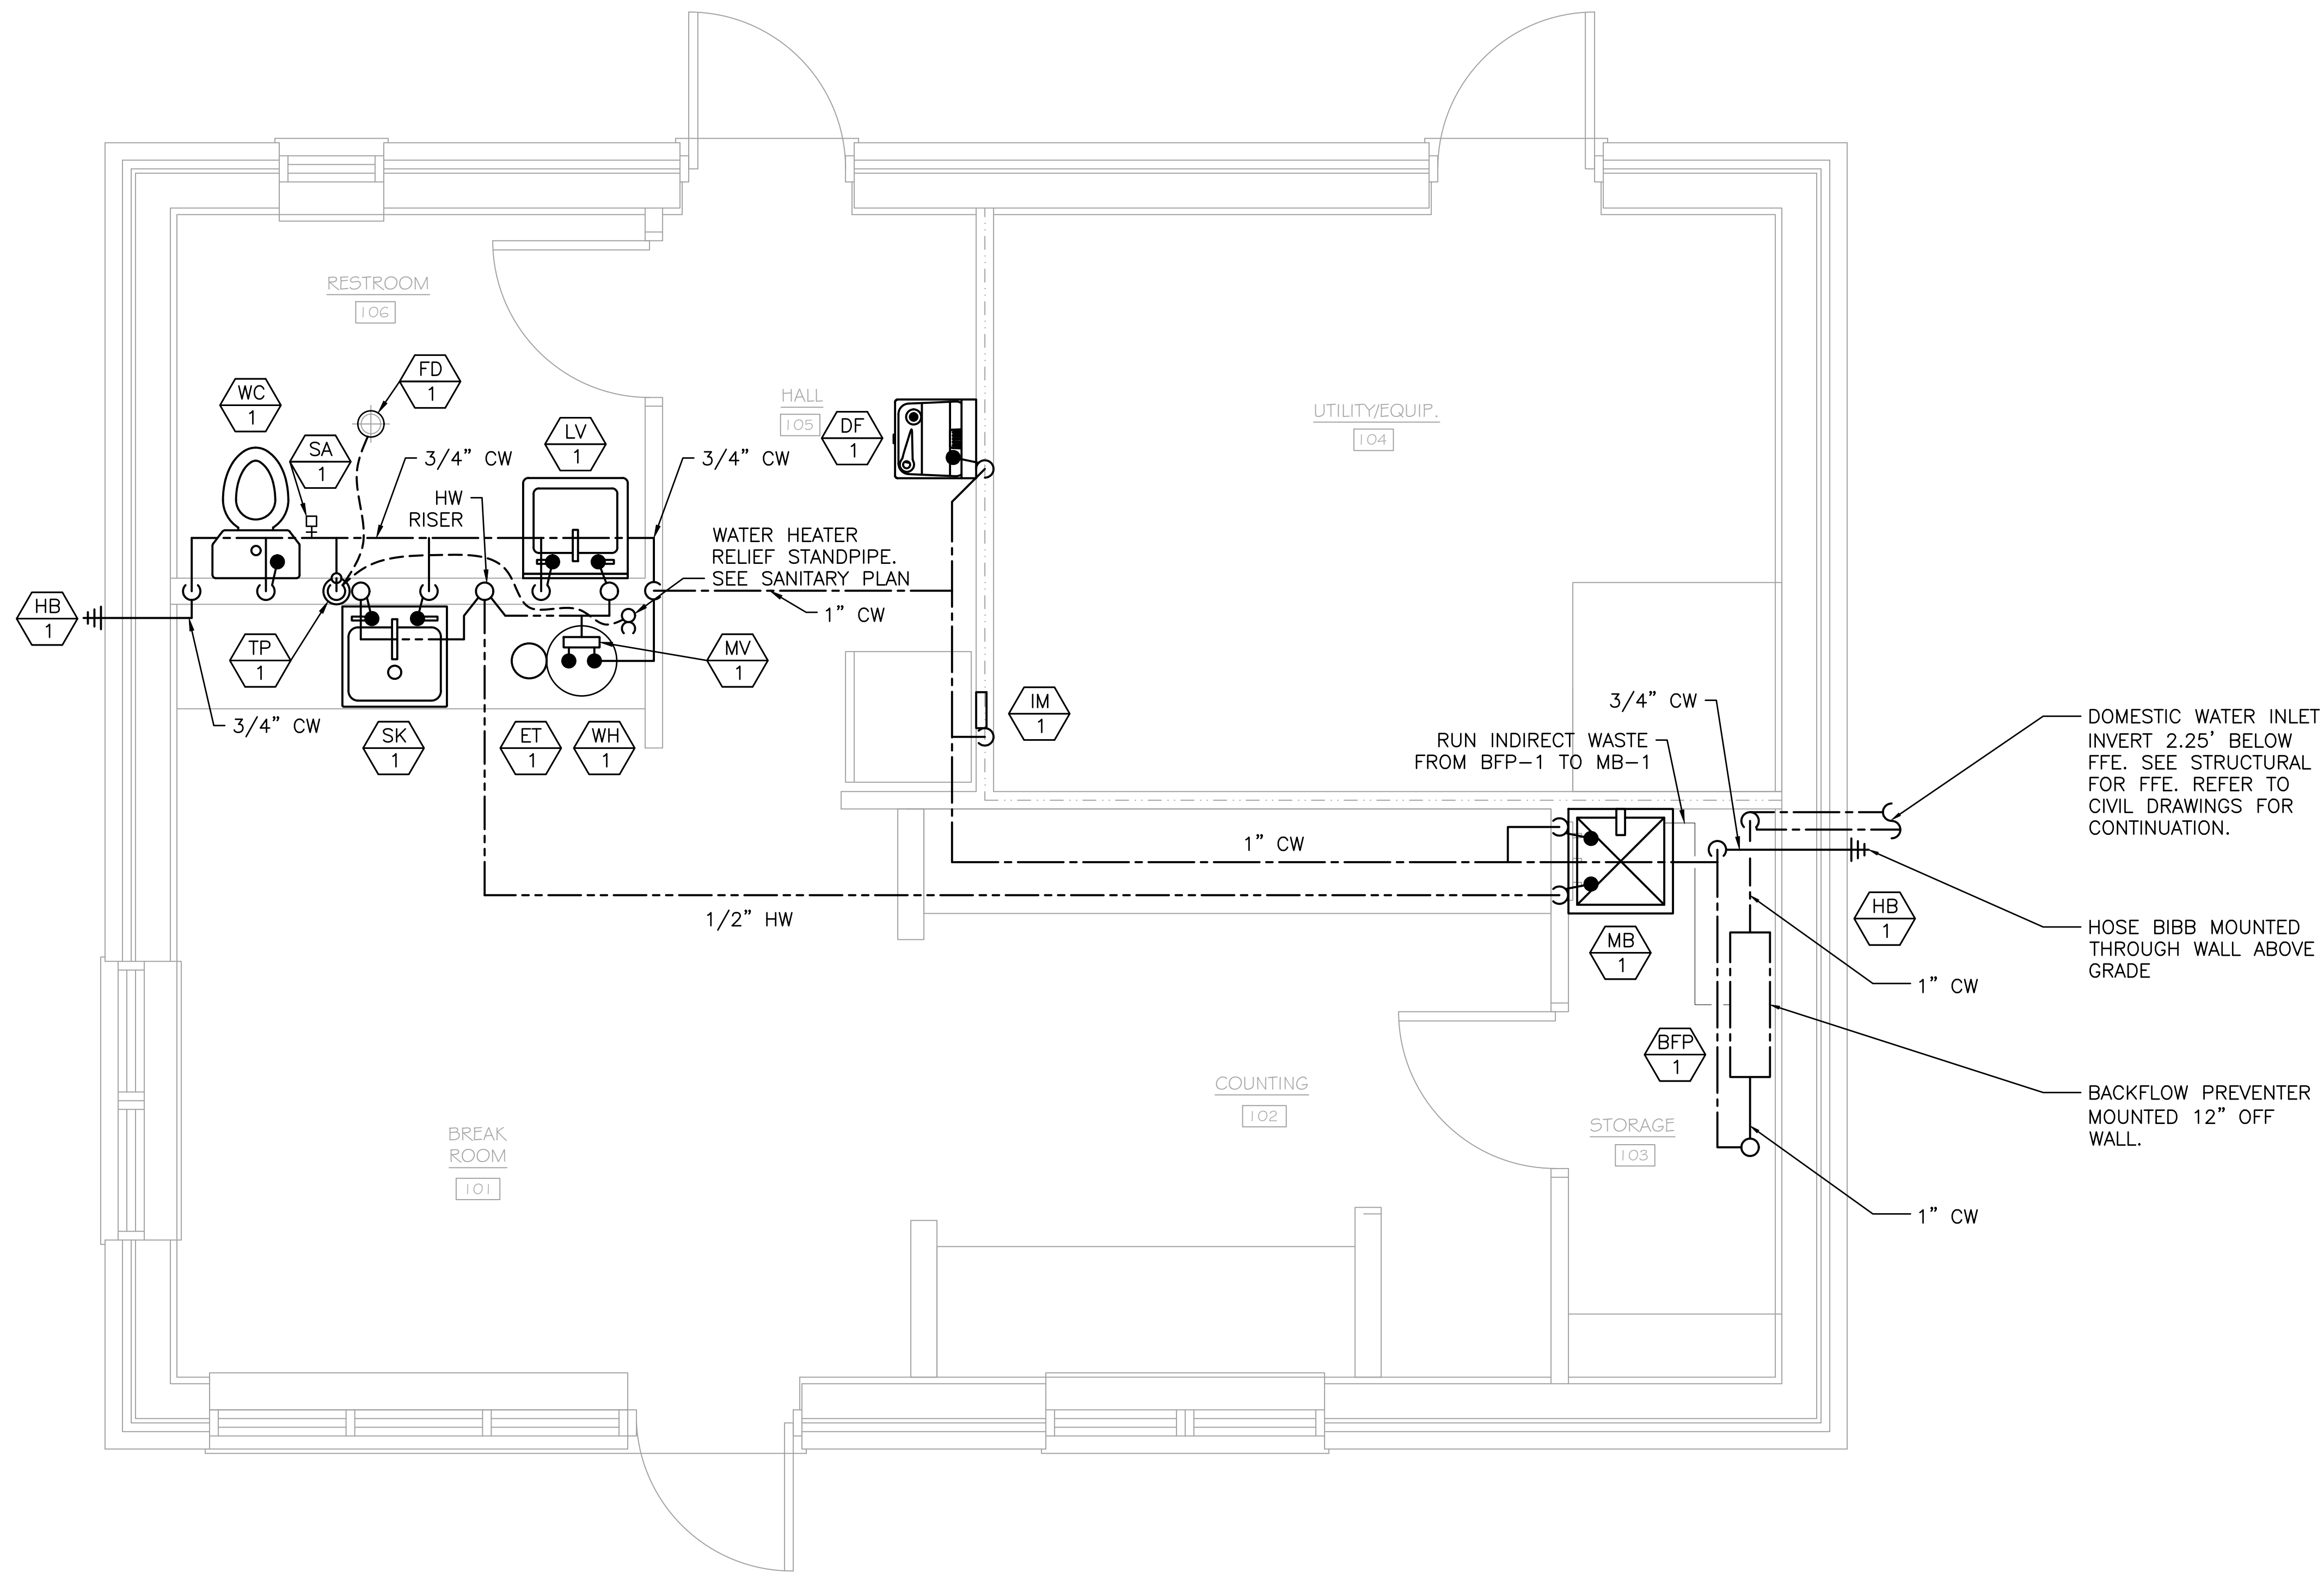 RESTROOM
106
WC
1
FD
1
SA
1
LV
1
3/4” CW
HW
RISER
3/4” CW
HALL
105
DF
1
UTILITY/EQUIP.
104
WATER HEATER
RELIEF STANDPIPE.
SEE SANITARY PLAN
1” CW
HB
1
TP
1
MV
1
3/4” CW
SK
1
ET
1
WH
1
IM
1
3/4” CW
RUN INDIRECT WASTE
FROM BFP-1 TO MB-1
DOMESTIC WATER INLET
INVERT 2.25’ BELOW
FFE. SEE STRUCTURAL
FOR FFE. REFER TO
CIVIL DRAWINGS FOR
CONTINUATION.
1” CW
1/2” HW
MB
1
HB
1
HOSE BIBB MOUNTED
THROUGH WALL ABOVE
GRADE
1” CW
BFP
1
BACKFLOW PREVENTER
MOUNTED 12” OFF
WALL.
1” CW
BREAK
ROOM
101
COUNTING
102
STORAGE
103